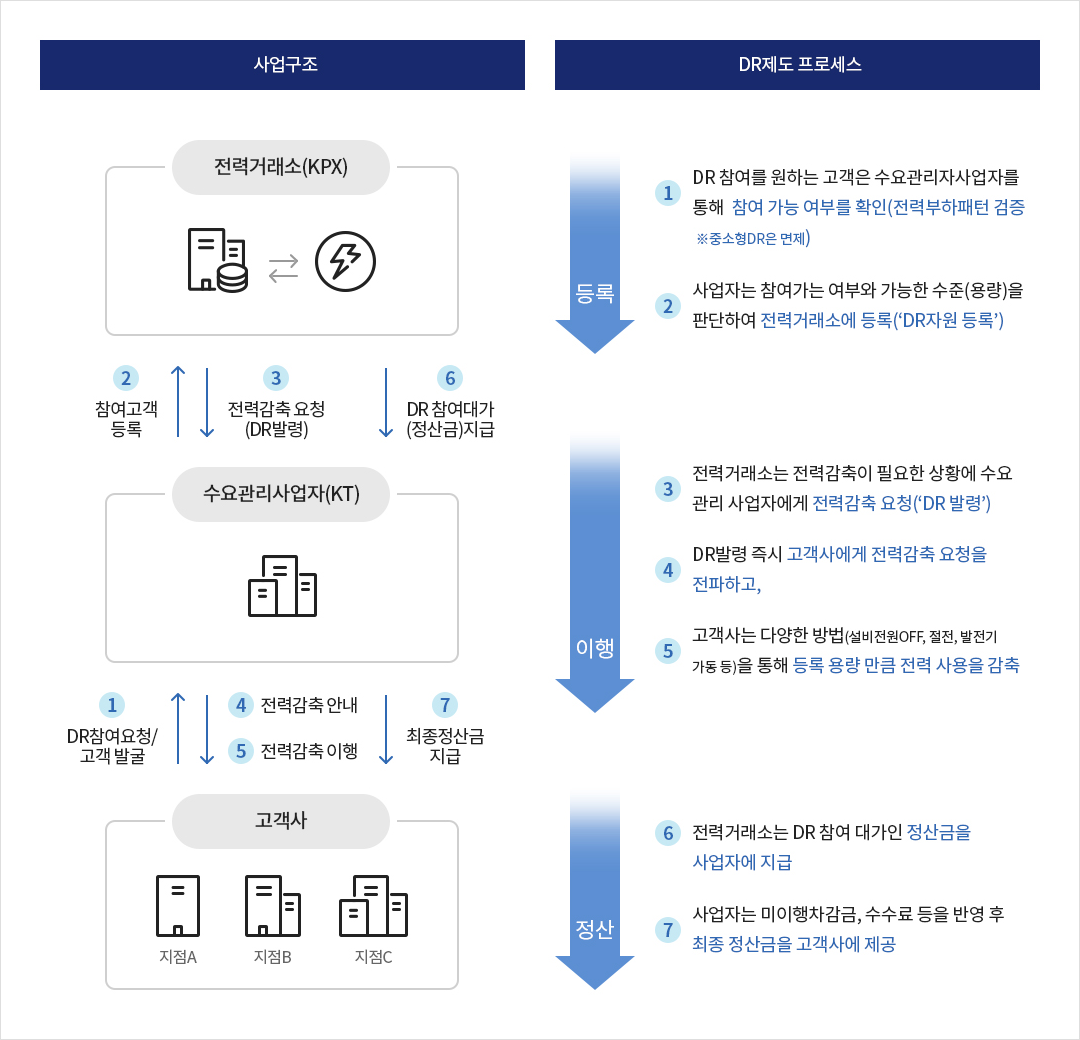 사업구조
전력거래소(KPX)
2
참여고객
등록
3
전력감축 요청
(DR발령)
6
DR 참여대가
(정산금)지급
수요관리사업자(KT)
1
DR참여요청/
고객 발굴
4 전력감축 안내
5 전력감축 이행
7
최종정산금
지급
고객사
지점A
지점B
지점C
DR제도 프로세스
등록
1
DR 참여를 원하는 고객은 수요관리자사업자를
통해 참여 가능 여부를 확인(전력부하패턴 검증
※중소형DR은 면제)
2
사업자는 참여가는 여부와 가능한 수준(용량)을
판단하여 전력거래소에 등록(‘DR자원 등록’)
이행
3
전력거래소는 전력감축이 필요한 상황에 수요
관리 사업자에게 전력감축 요청(‘DR 발령’)
4
DR발령 즉시 고객사에게 전력감축 요청을
전파하고,
5
고객사는 다양한 방법(설비전원OFF, 절전, 발전기
가동 등)을 통해 등록 용량 만큼 전력 사용을 감축
정산
6
전력거래소는 DR 참여 대가인 정산금을
사업자에 지급
7
사업자는 미이행차감금, 수수료 등을 반영 후
최종 정산금을 고객사에 제공